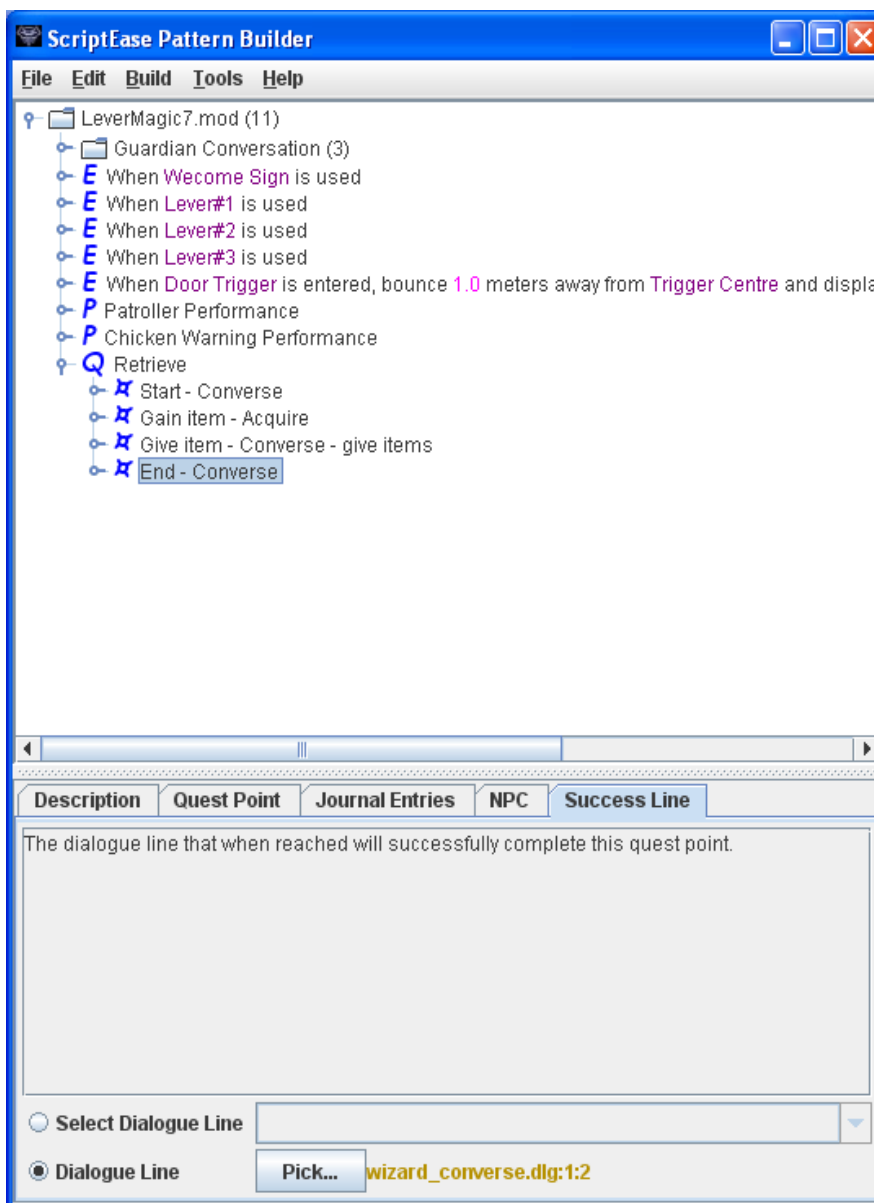 ScriptEase Pattern Builder
File Edit Build Tools Help
LeverMagic7.mod (11)
Guardian Conversation (3)
E When Wecome Sign is used
E When Lever#1 is used
E When Lever#2 is used
E When Lever#3 is used
E When Door Trigger is entered, bounce 1.0 meters away from Trigger Centre and displa
P Patroller Performance
P Chicken Warning Performance
Q Retrieve
Start - Converse
Gain item - Acquire
Give item - Converse - give items
End - Converse
Description Quest Point Journal Entries NPC Success Line
The dialogue line that when reached will successfully complete this quest point.
Select Dialogue Line
Dialogue Line Pick... wizard_converse.dlg:1:2